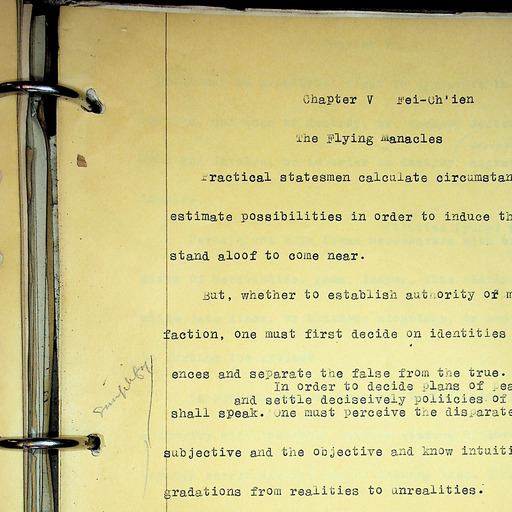 Chapter V Fei-Ch'ien
The Flying Manacles
Practical statesmen calculate circumstan
estimate possibilities in order to induce th
stand aloof to come near.
But, whether to establish authority of m
faction, one must first decide on identities
ences and separate the false from the true.
In order to decide plans of pea
and settle deciseively poliicies of
shall speak. One must perceive the disparate
Simplify
subjective and the objective and know intuiti
gradations from realities to unrealities.